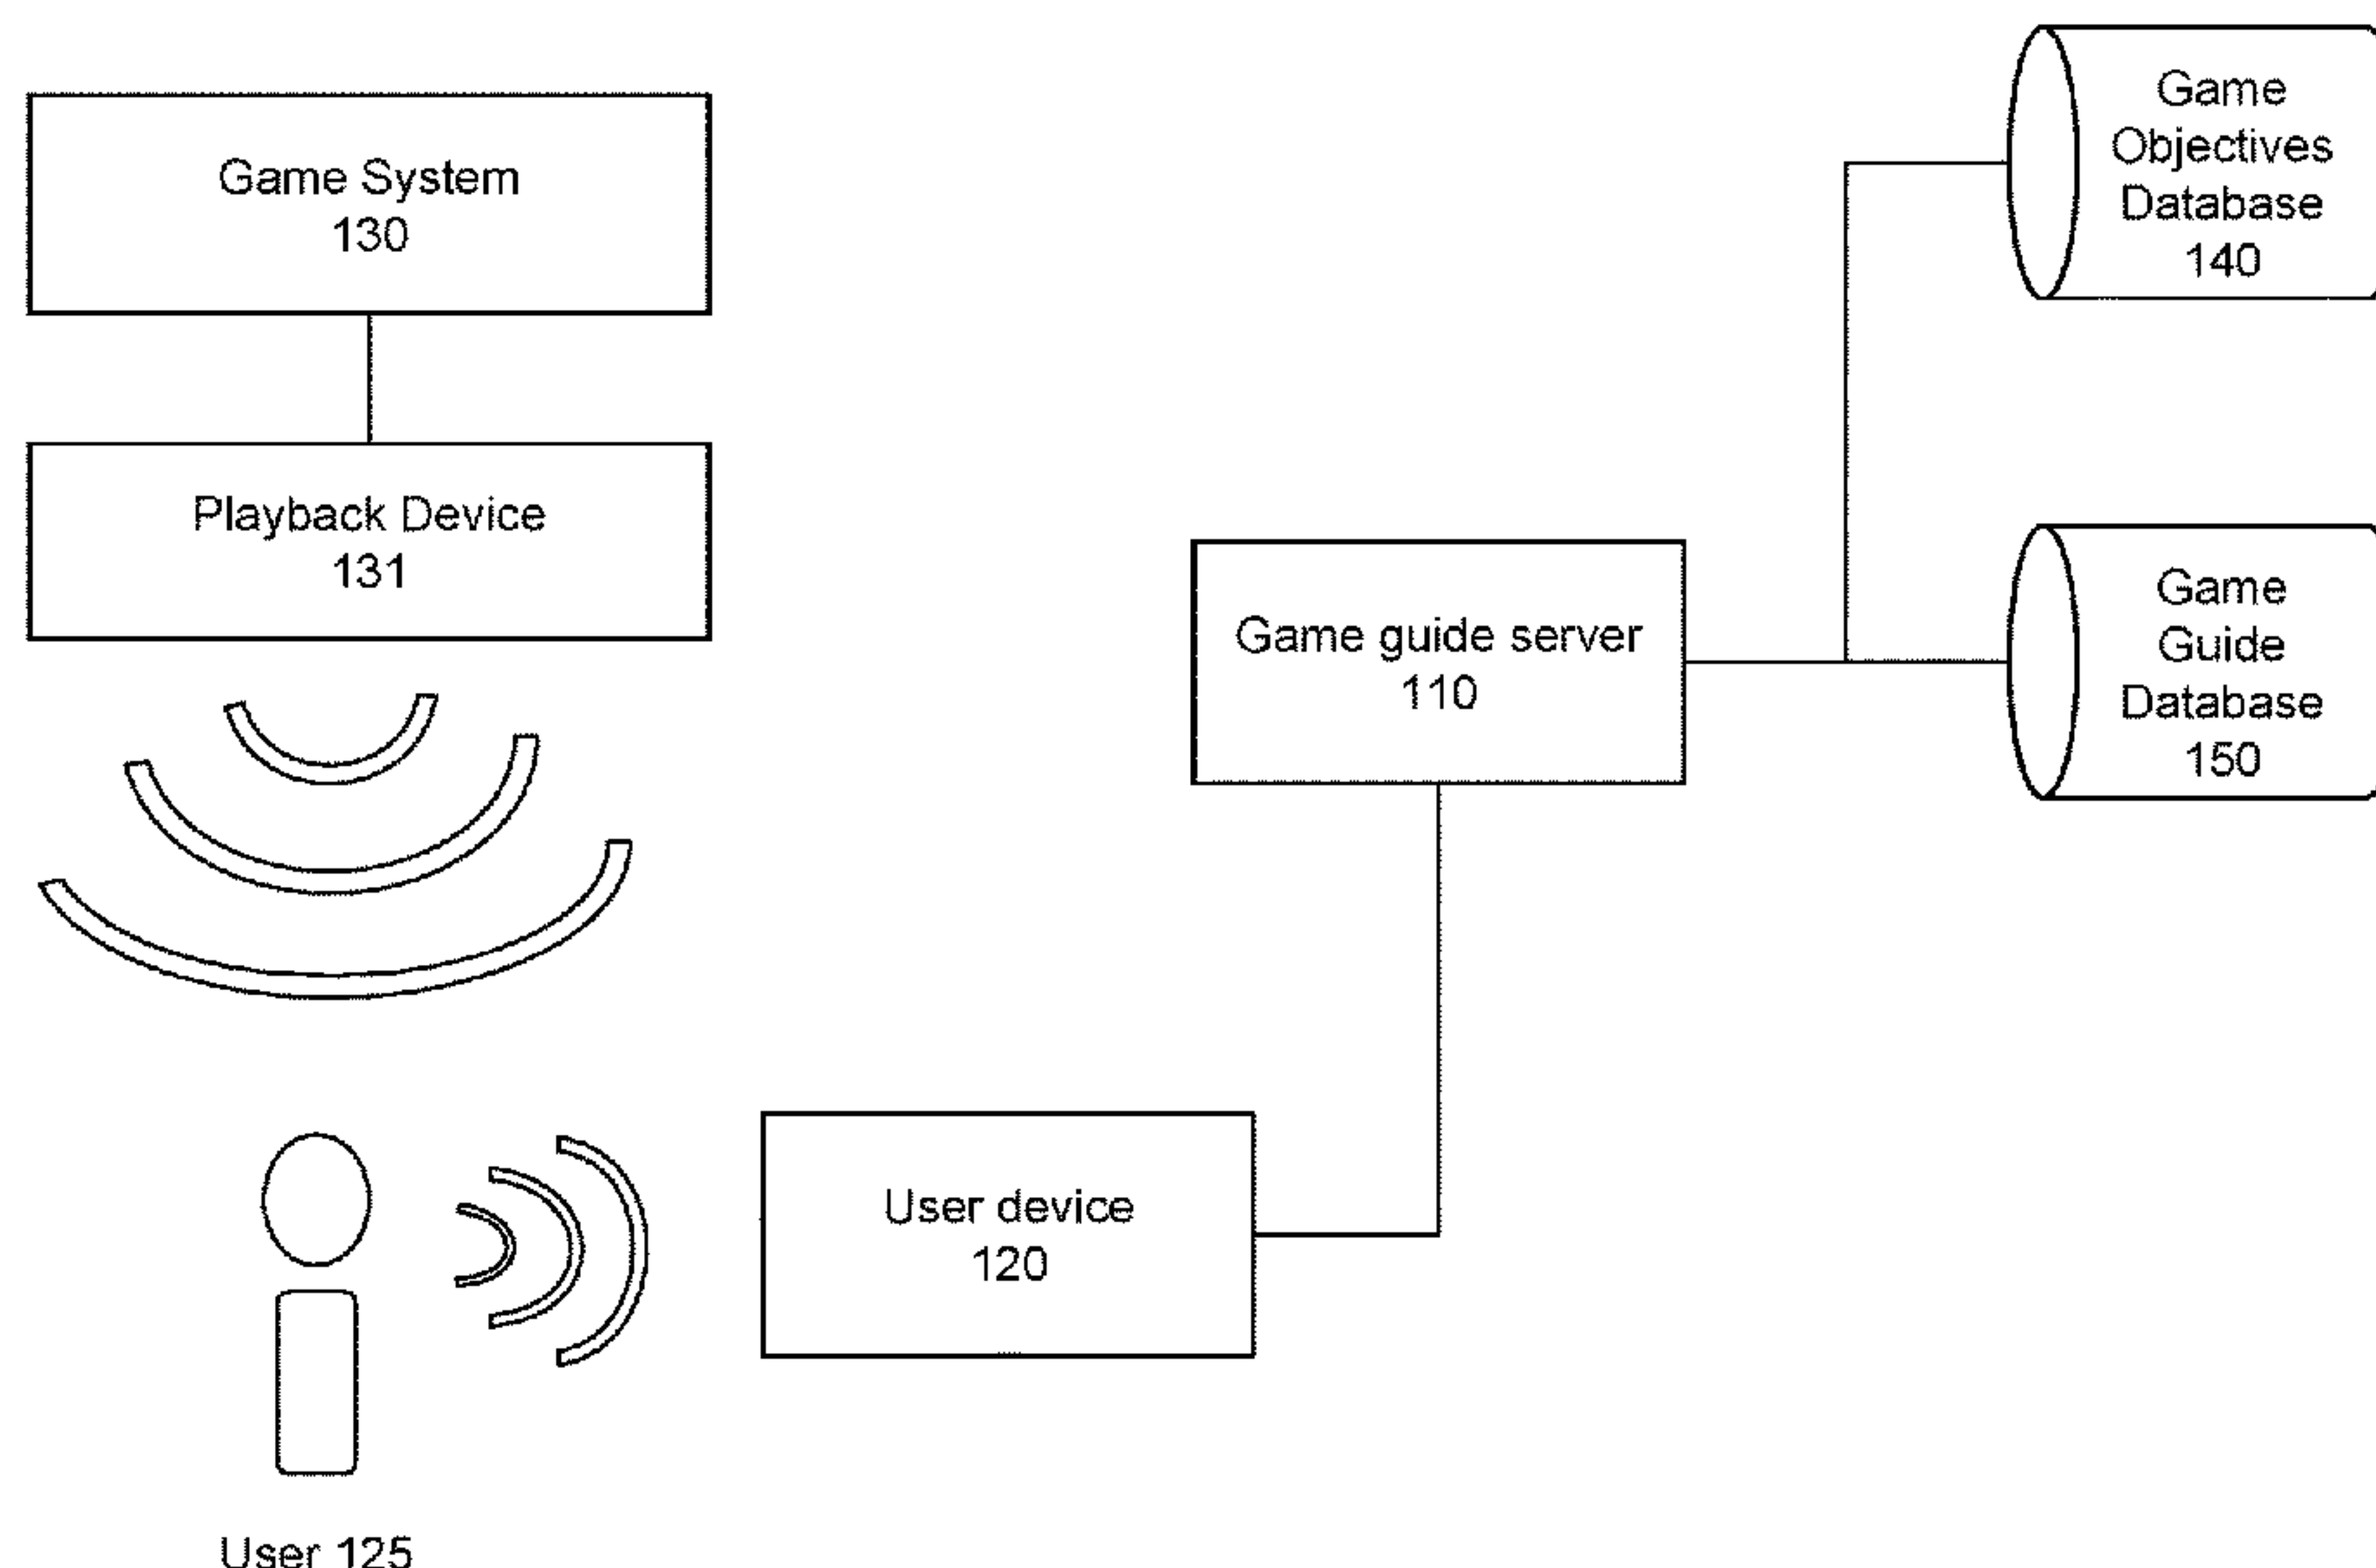 Game System
130
Playback Device
131
Game guide server
110
Game
Objectives
Database
140
Game
Guide
Database
150
User device
120
User 125